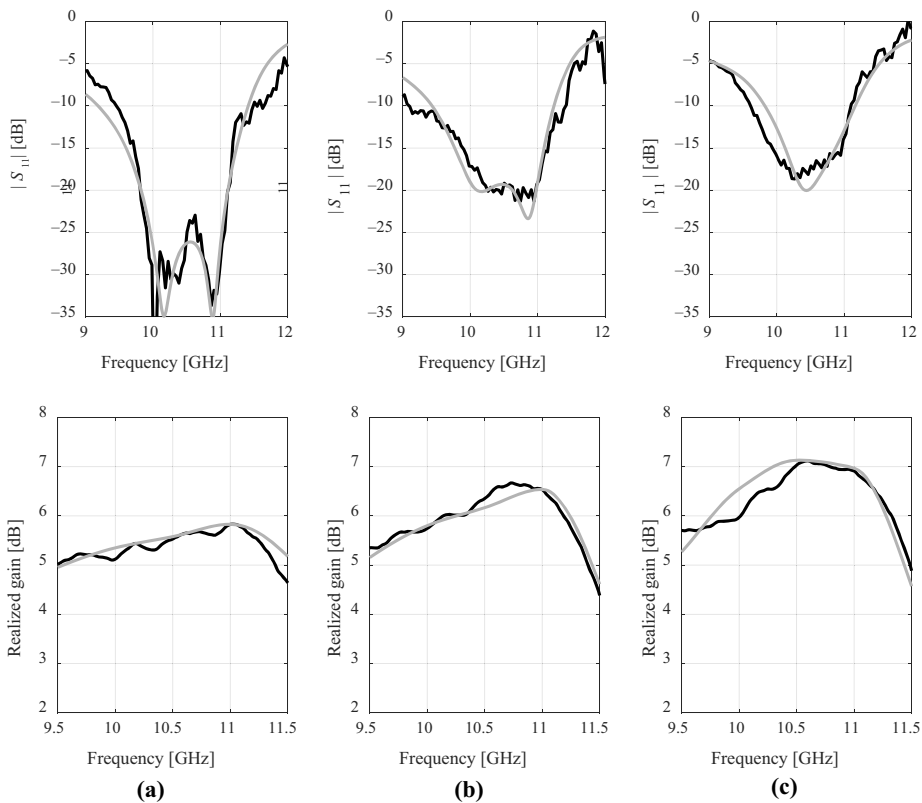 0 0 0
−5 −5 −5
−10 −10 −10
−15 −15 −15
−20 −20 −20
−25 −25 −25
−30 −30 −30
−35 −35 −35
|S 11| [dB] |S 11| [dB] |S 11| [dB]
11 11
9 10 11 12 9 10 11 12 9 10 11 12
Frequency [GHz] Frequency [GHz] Frequency [GHz]
8 8 8
7 7 7
6 6 6
5 5 5
4 4 4
3 3 3
2 2 2
Realized gain [dB] Realized gain [dB] Realized gain [dB]
9.5 10 10.5 11 11.5 9.5 10 10.5 11 11.5 9.5 10 10.5 11 11.5
Frequency [GHz] Frequency [GHz] Frequency [GHz]
(a) (b) (c)